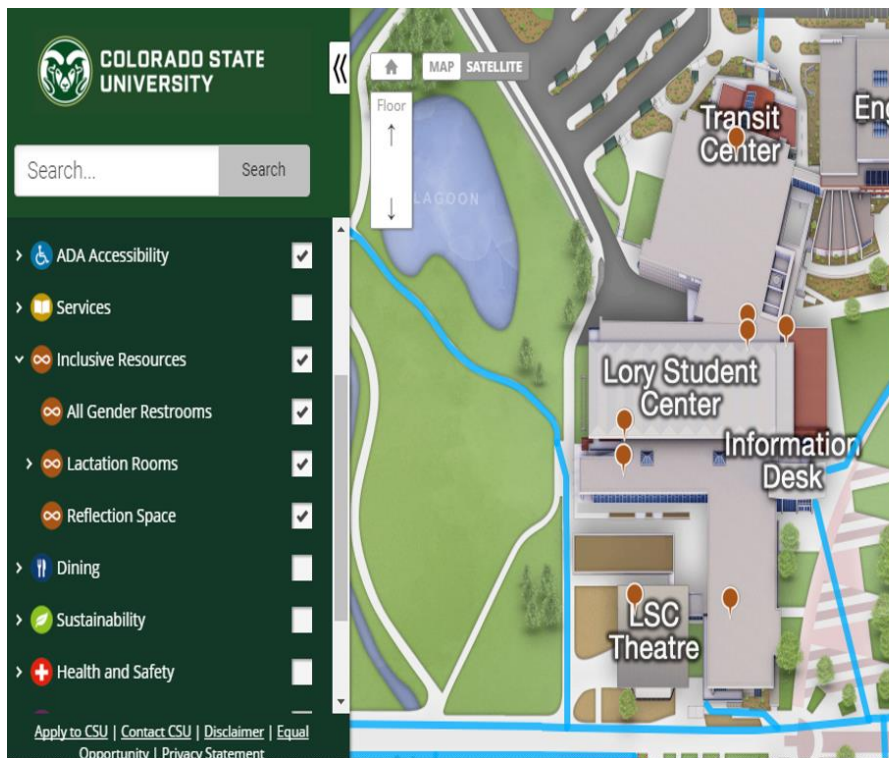 COLORADO STATE
UNIVERSITY
Search...
Search
ADA Accessibility
Services
Inclusive Resources
All Gender Restrooms
Lactation Rooms
Reflection Space
Dining
Sustainability
Health and Safety
Apply to CSU | Contact CSU | Disclaimer | Equal
Opportunity | Privacy Statement
MAP SATELLITE
Floor
LAGOON
Transit
Center
Eng
Lory Student
Center
Information
Desk
LSC
Theatre